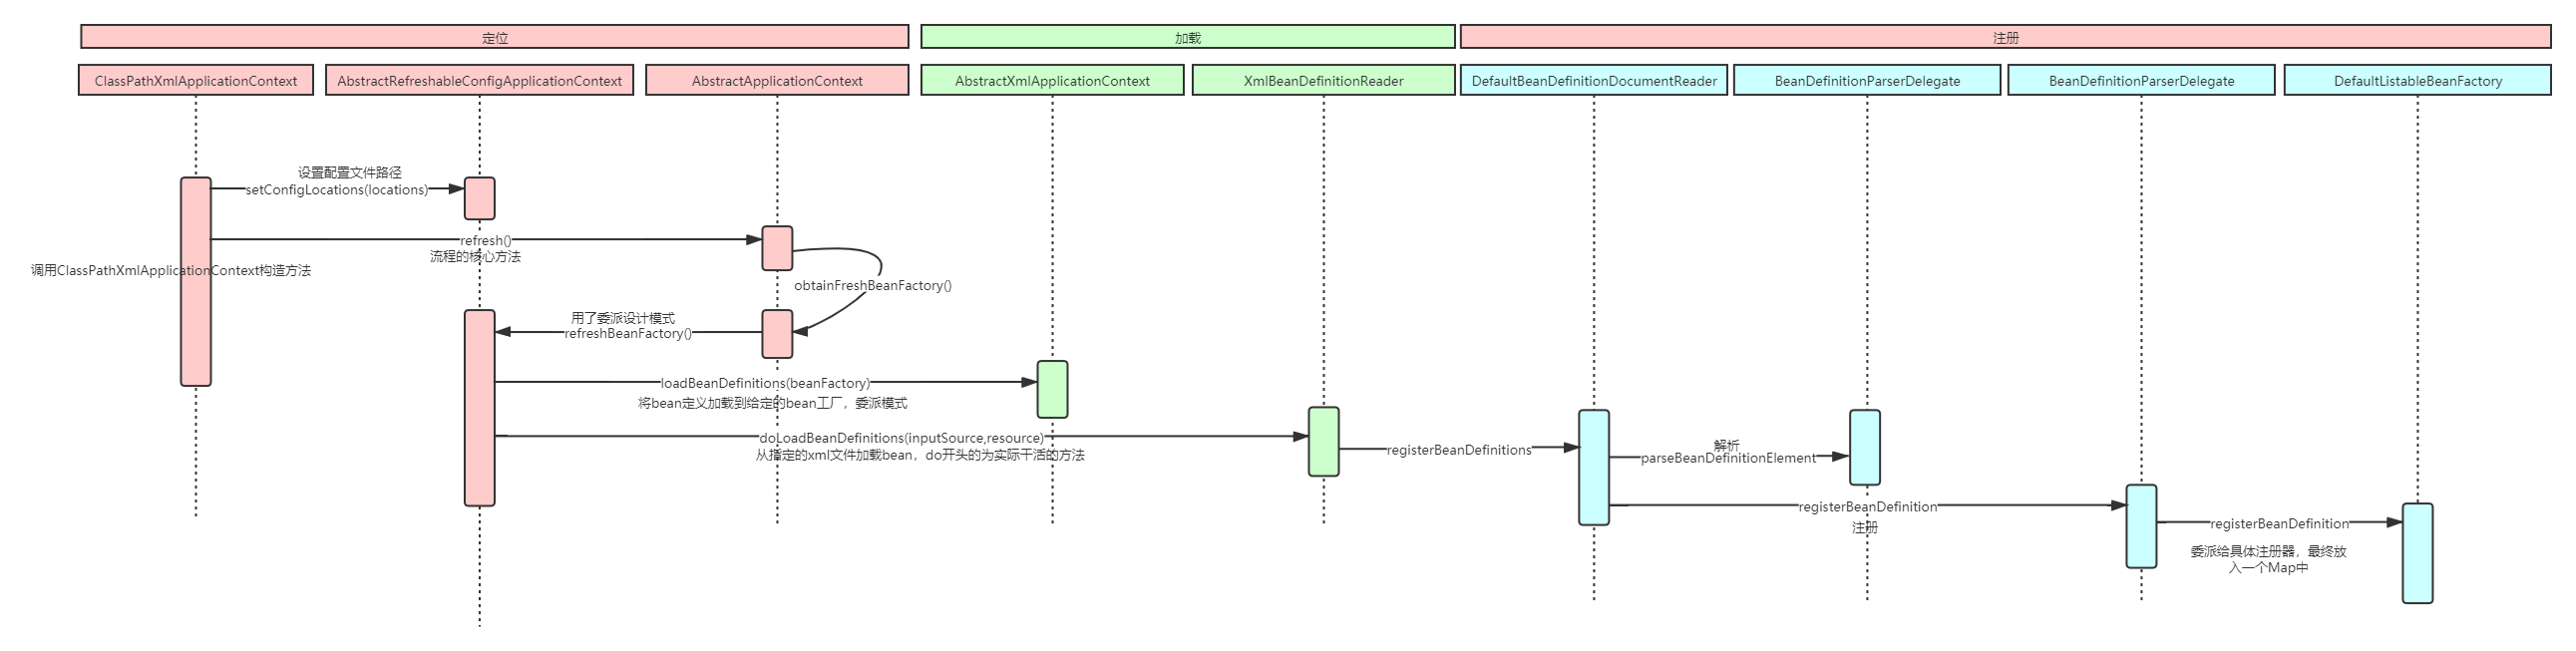 定位
加载
注册
ClassPathXmlApplicationContext
AbstractRefreshableConfigApplicationContext
AbstractApplicationContext
AbstractXmlApplicationContext
XmlBeanDefinitionReader
DefaultBeanDefinitionDocumentReader
BeanDefinitionParserDelegate
BeanDefinitionParserDelegate
DefaultListableBeanFactory
设置配置文件路径
setConfigLocations(locations)
refresh()
流程的核心方法
调用ClassPathXmlApplicationContext构造方法
obtainFreshBeanFactory()
用了委派设计模式
refreshBeanFactory()
loadBeanDefinitions(beanFactory)
将bean定义加载到给定的bean工厂，委派模式
doLoadBeanDefinitions(inputSource,resource)
从指定的xml文件加载bean，do开头的为实际干活的方法
registerBeanDefinitions
解析
parseBeanDefinitionElement
registerBeanDefinition
注册
registerBeanDefinition
委派给具体注册器，最终放
入一个Map中